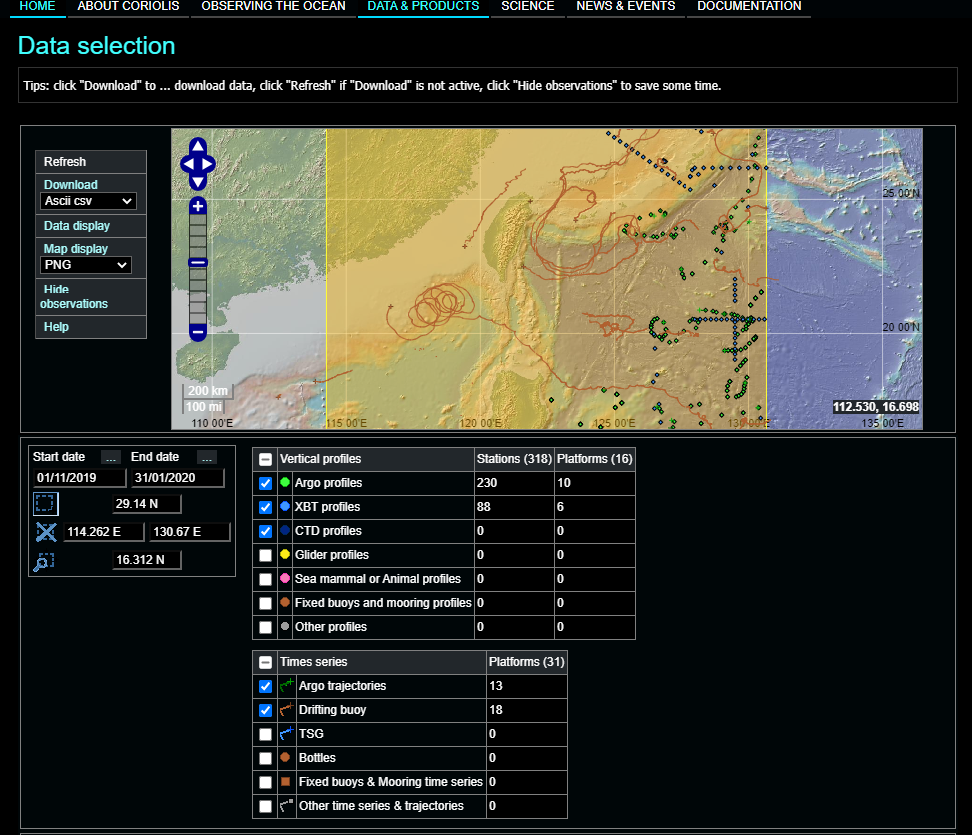 HOME ABOUT CORIOLIS OBSERVING THE OCEAN DATA & PRODUCTS SCIENCE NEWS & EVENTS DOCUMENTATION
Data selection
Tips: click "Download" to ... download data, click "Refresh" if "Download" is not active, click "Hide observations" to save some time.
Refresh
Download
Ascii csv
Data display
Map display
PNG
Hide
observations
Help
25 00'N
20 00'N
200 km
100 mi
112.530, 16.698
110 00'E 115 00'E 120 00'E 125 00'E 130 00'E 135 00'E
Start date ... End date ...
01/11/2019 31/01/2020
29.14 N
114.262 E 130.67 E
16.312 N
Vertical profiles Stations (318) Platforms (16)
Argo profiles 230 10
XBT profiles 88 6
CTD profiles 0 0
Glider profiles 0 0
Sea mammal or Animal profiles 0 0
Fixed buoys and mooring profiles 0 0
Other profiles 0 0
Times series Platforms (31)
Argo trajectories 13
Drifting buoy 18
TSG 0
Bottles 0
Fixed buoys & Mooring time series 0
Other time series & trajectories 0